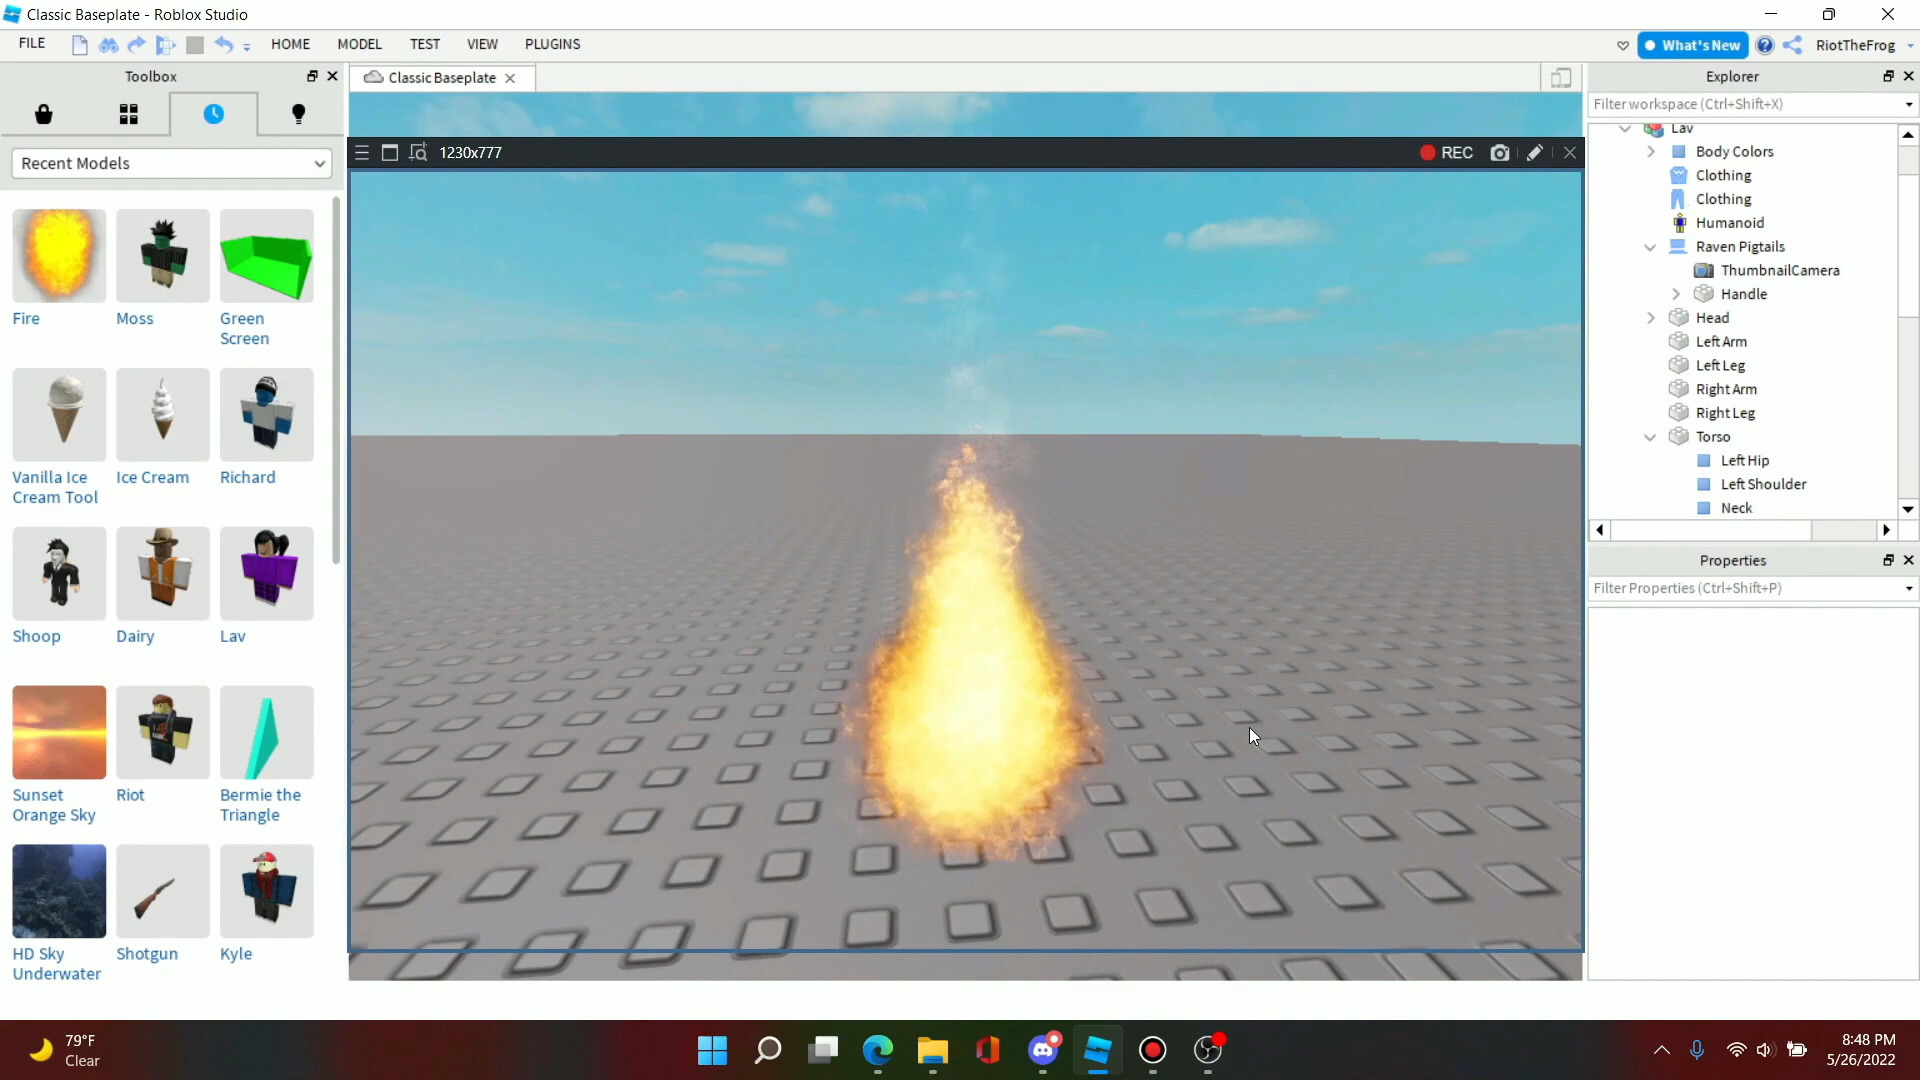 Classic Baseplate - Roblox Studio
FILE HOME MODEL TEST VIEW PLUGINS
What's New ? RiotTheFrog
Toolbox
Classic Baseplate
Explorer
Filter workspace (Ctrl+Shift+X)
Recent Models
1230x777
REC
Fire
Moss
Green
Screen
Vanilla Ice
Cream Tool
Ice Cream
Richard
Shoop
Dairy
Lav
Sunset
Orange Sky
Riot
Bermie the
Triangle
HD Sky
Underwater
Shotgun
Kyle
Lav
Body Colors
Clothing
Clothing
Humanoid
Raven Pigtails
ThumbnailCamera
Handle
Head
Left Arm
Left Leg
Right Arm
Right Leg
Torso
Left Hip
Left Shoulder
Neck
Properties
Filter Properties (Ctrl+Shift+P)
79°F
Clear
8:48 PM
5/26/2022